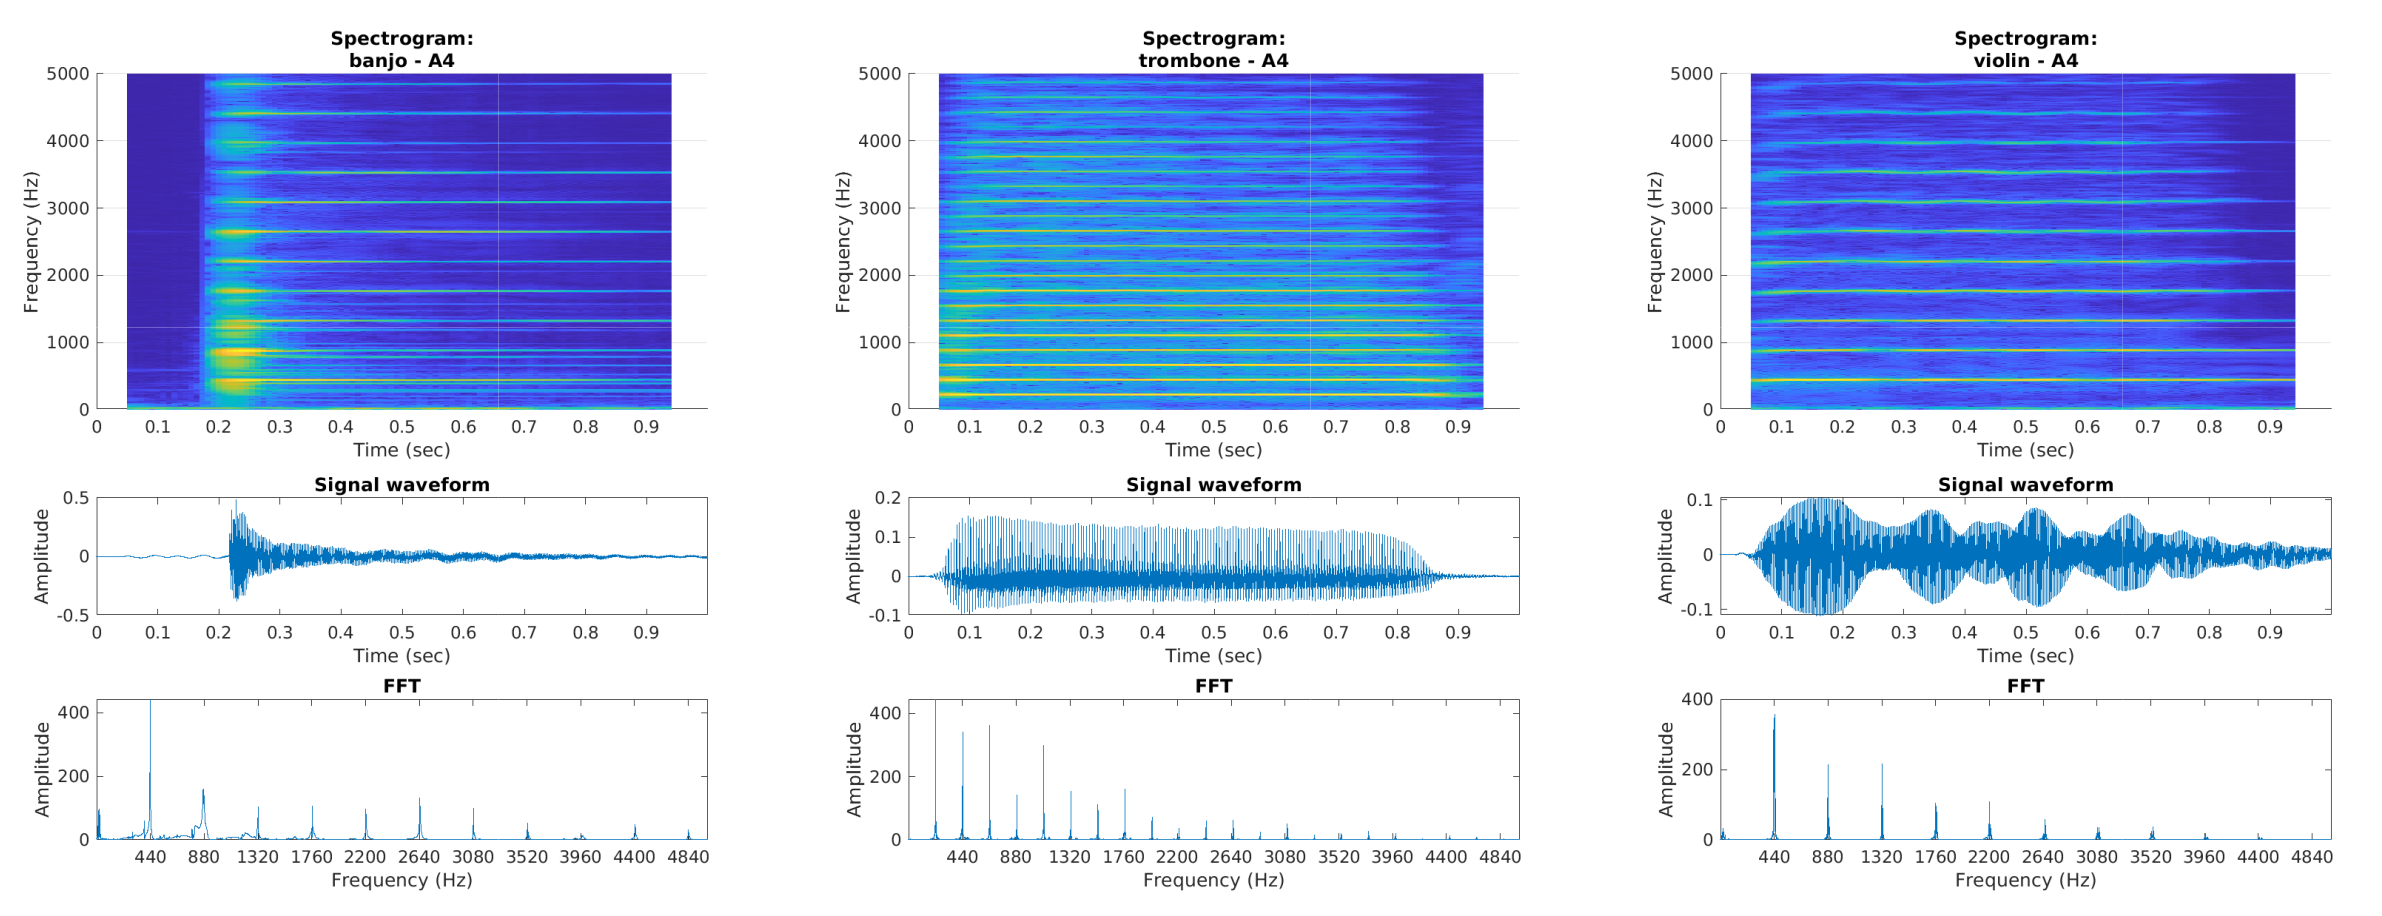 Spectrogram:
banjo - A4
5000
4000
3000
2000
1000
0
Frequency (Hz)
0 0.1 0.2 0.3 0.4 0.5 0.6 0.7 0.8 0.9
Time (sec)
Signal waveform
0.5
0
-0.5
Amplitude
0 0.1 0.2 0.3 0.4 0.5 0.6 0.7 0.8 0.9
Time (sec)
FFT
400
200
0
Amplitude
440 880 1320 1760 2200 2640 3080 3520 3960 4400 4840
Frequency (Hz)
Spectrogram:
trombone - A4
5000
4000
3000
2000
1000
0
Frequency (Hz)
0 0.1 0.2 0.3 0.4 0.5 0.6 0.7 0.8 0.9
Time (sec)
Signal waveform
0.2
0.1
0
-0.1
Amplitude
0 0.1 0.2 0.3 0.4 0.5 0.6 0.7 0.8 0.9
Time (sec)
FFT
400
200
0
Amplitude
440 880 1320 1760 2200 2640 3080 3520 3960 4400 4840
Frequency (Hz)
Spectrogram:
violin - A4
5000
4000
3000
2000
1000
0
Frequency (Hz)
0 0.1 0.2 0.3 0.4 0.5 0.6 0.7 0.8 0.9
Time (sec)
Signal waveform
0.1
0
-0.1
Amplitude
0 0.1 0.2 0.3 0.4 0.5 0.6 0.7 0.8 0.9
Time (sec)
FFT
400
200
0
Amplitude
440 880 1320 1760 2200 2640 3080 3520 3960 4400 4840
Frequency (Hz)